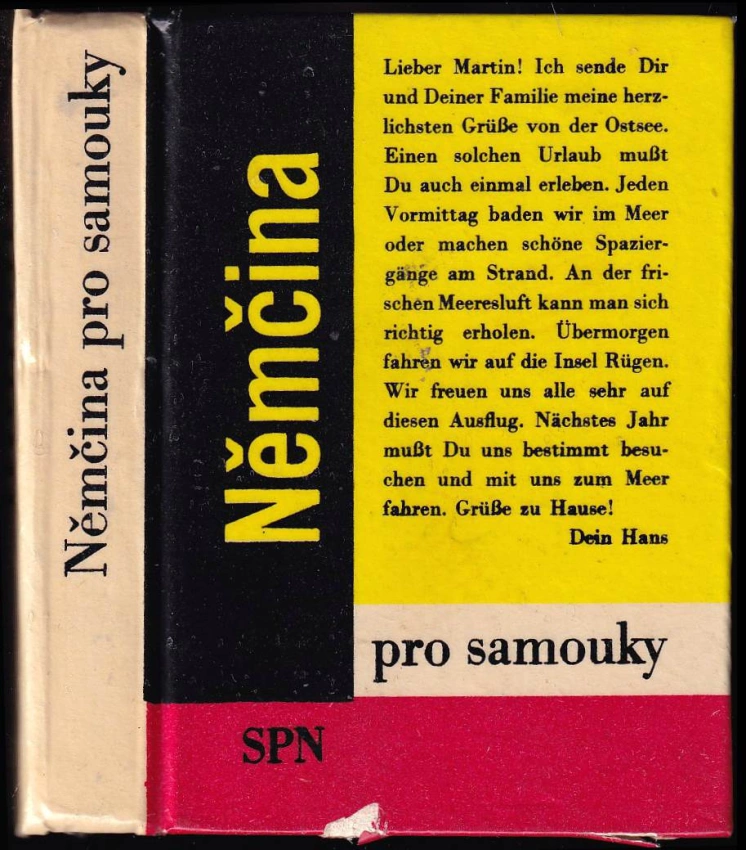 Němčina pro samouky
Němčina
Lieber Martin! Ich sende Dir
und Deiner Familie meine herz-
lichsten Grüße von der Ostsee.
Einen solchen Urlaub mußt
Du auch einmal erleben. Jeden
Vormittag baden wir im Meer
oder machen schöne Spazier-
gänge am Strand. An der fri-
schen Meeresluft kann man sich
richtig erholen. Übermorgen
fahren wir auf die Insel Rügen.
Wir freuen uns alle sehr auf
diesen Ausflug. Nächstes Jahr
mußt Du uns bestimmt besu-
chen und mit uns zum Meer
fahren. Grüße zu Hause!
Dein Hans
pro samouky
SPN